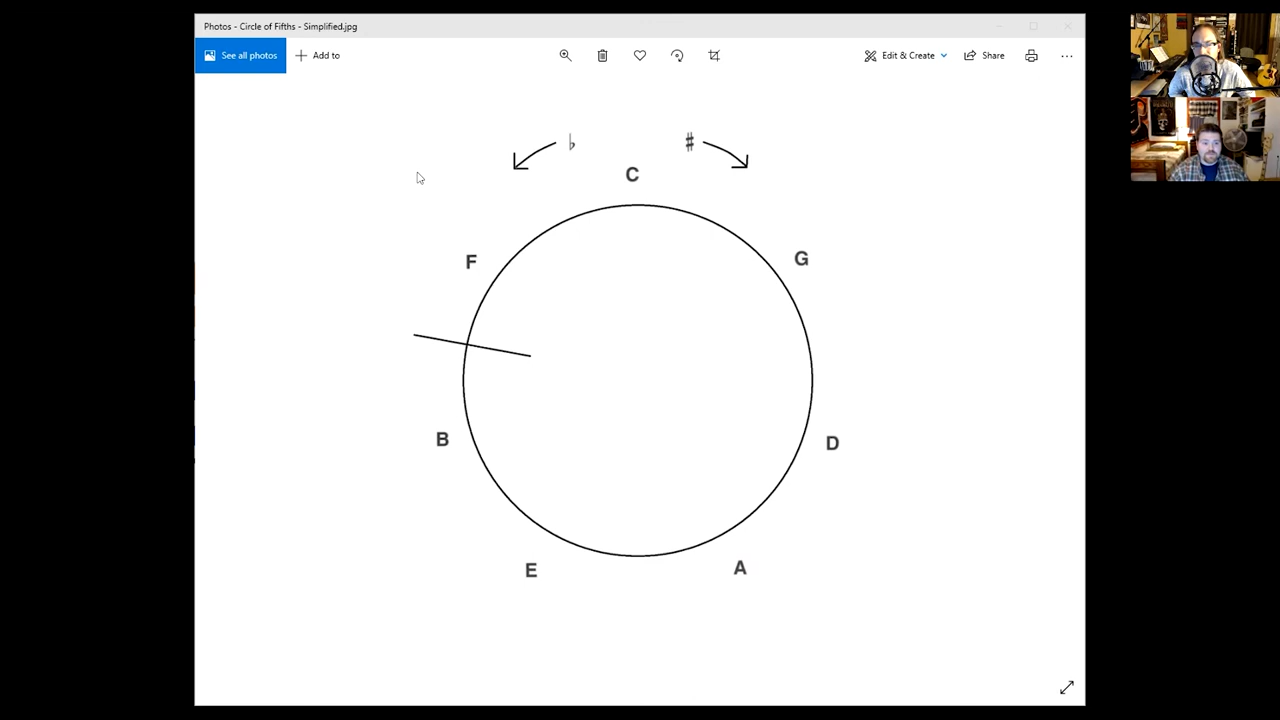 Photos - Circle of Fifths - Simplified.jpg
See all photos
Add to
Edit & Create
Share
♭ ♯
C
F G
B D
E A